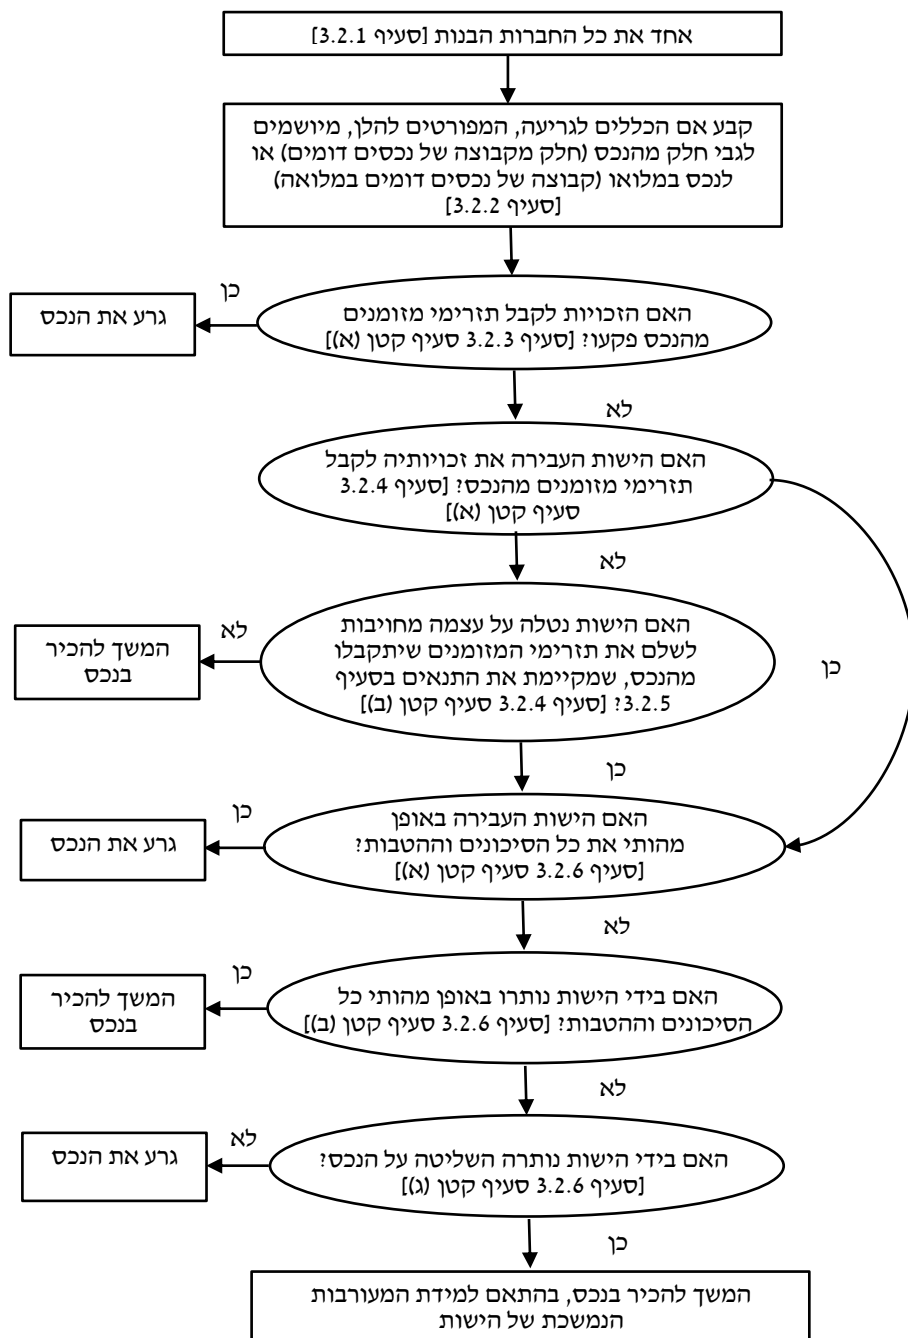 אחד את כל החברות הבנות [סעיף 3.2.1]
קבע אם הכללים לגריעה, המפורטים להלן, מיושמים
לגבי חלק מהנכס (חלק מקבוצה של נכסים דומים) או
לנכס במלואו (קבוצה של נכסים דומים במלואה)
[סעיף 3.2.2]
האם הזכויות לקבל תזרימי מזומנים
מהנכס פקעו? [סעיף 3.2.3 סעיף קטן (א)]
כן
גרע את הנכס
לא
האם הישות העבירה את זכויותיה לקבל
תזרימי מזומנים מהנכס? [סעיף 3.2.4
סעיף קטן (א)]
כן
לא
האם הישות נטלה על עצמה מחויבות
לשלם את תזרימי המזומנים שיתקבלו
מהנכס, שמקיימת את התנאים בסעיף
3.2.5? [סעיף 3.2.4 סעיף קטן (ב)]
לא
המשך להכיר
בנכס
כן
האם הישות העבירה באופן
מהותי את כל הסיכונים וההטבות?
[סעיף 3.2.6 סעיף קטן (א)]
כן
גרע את הנכס
לא
האם בידי הישות נותרו באופן מהותי כל
הסיכונים וההטבות? [סעיף 3.2.6 סעיף קטן (ב)]
כן
המשך להכיר
בנכס
לא
האם בידי הישות נותרה השליטה על הנכס?
[סעיף 3.2.6 סעיף קטן (ג)]
לא
גרע את הנכס
כן
המשך להכיר בנכס, בהתאם למידת המעורבות
הנמשכת של הישות